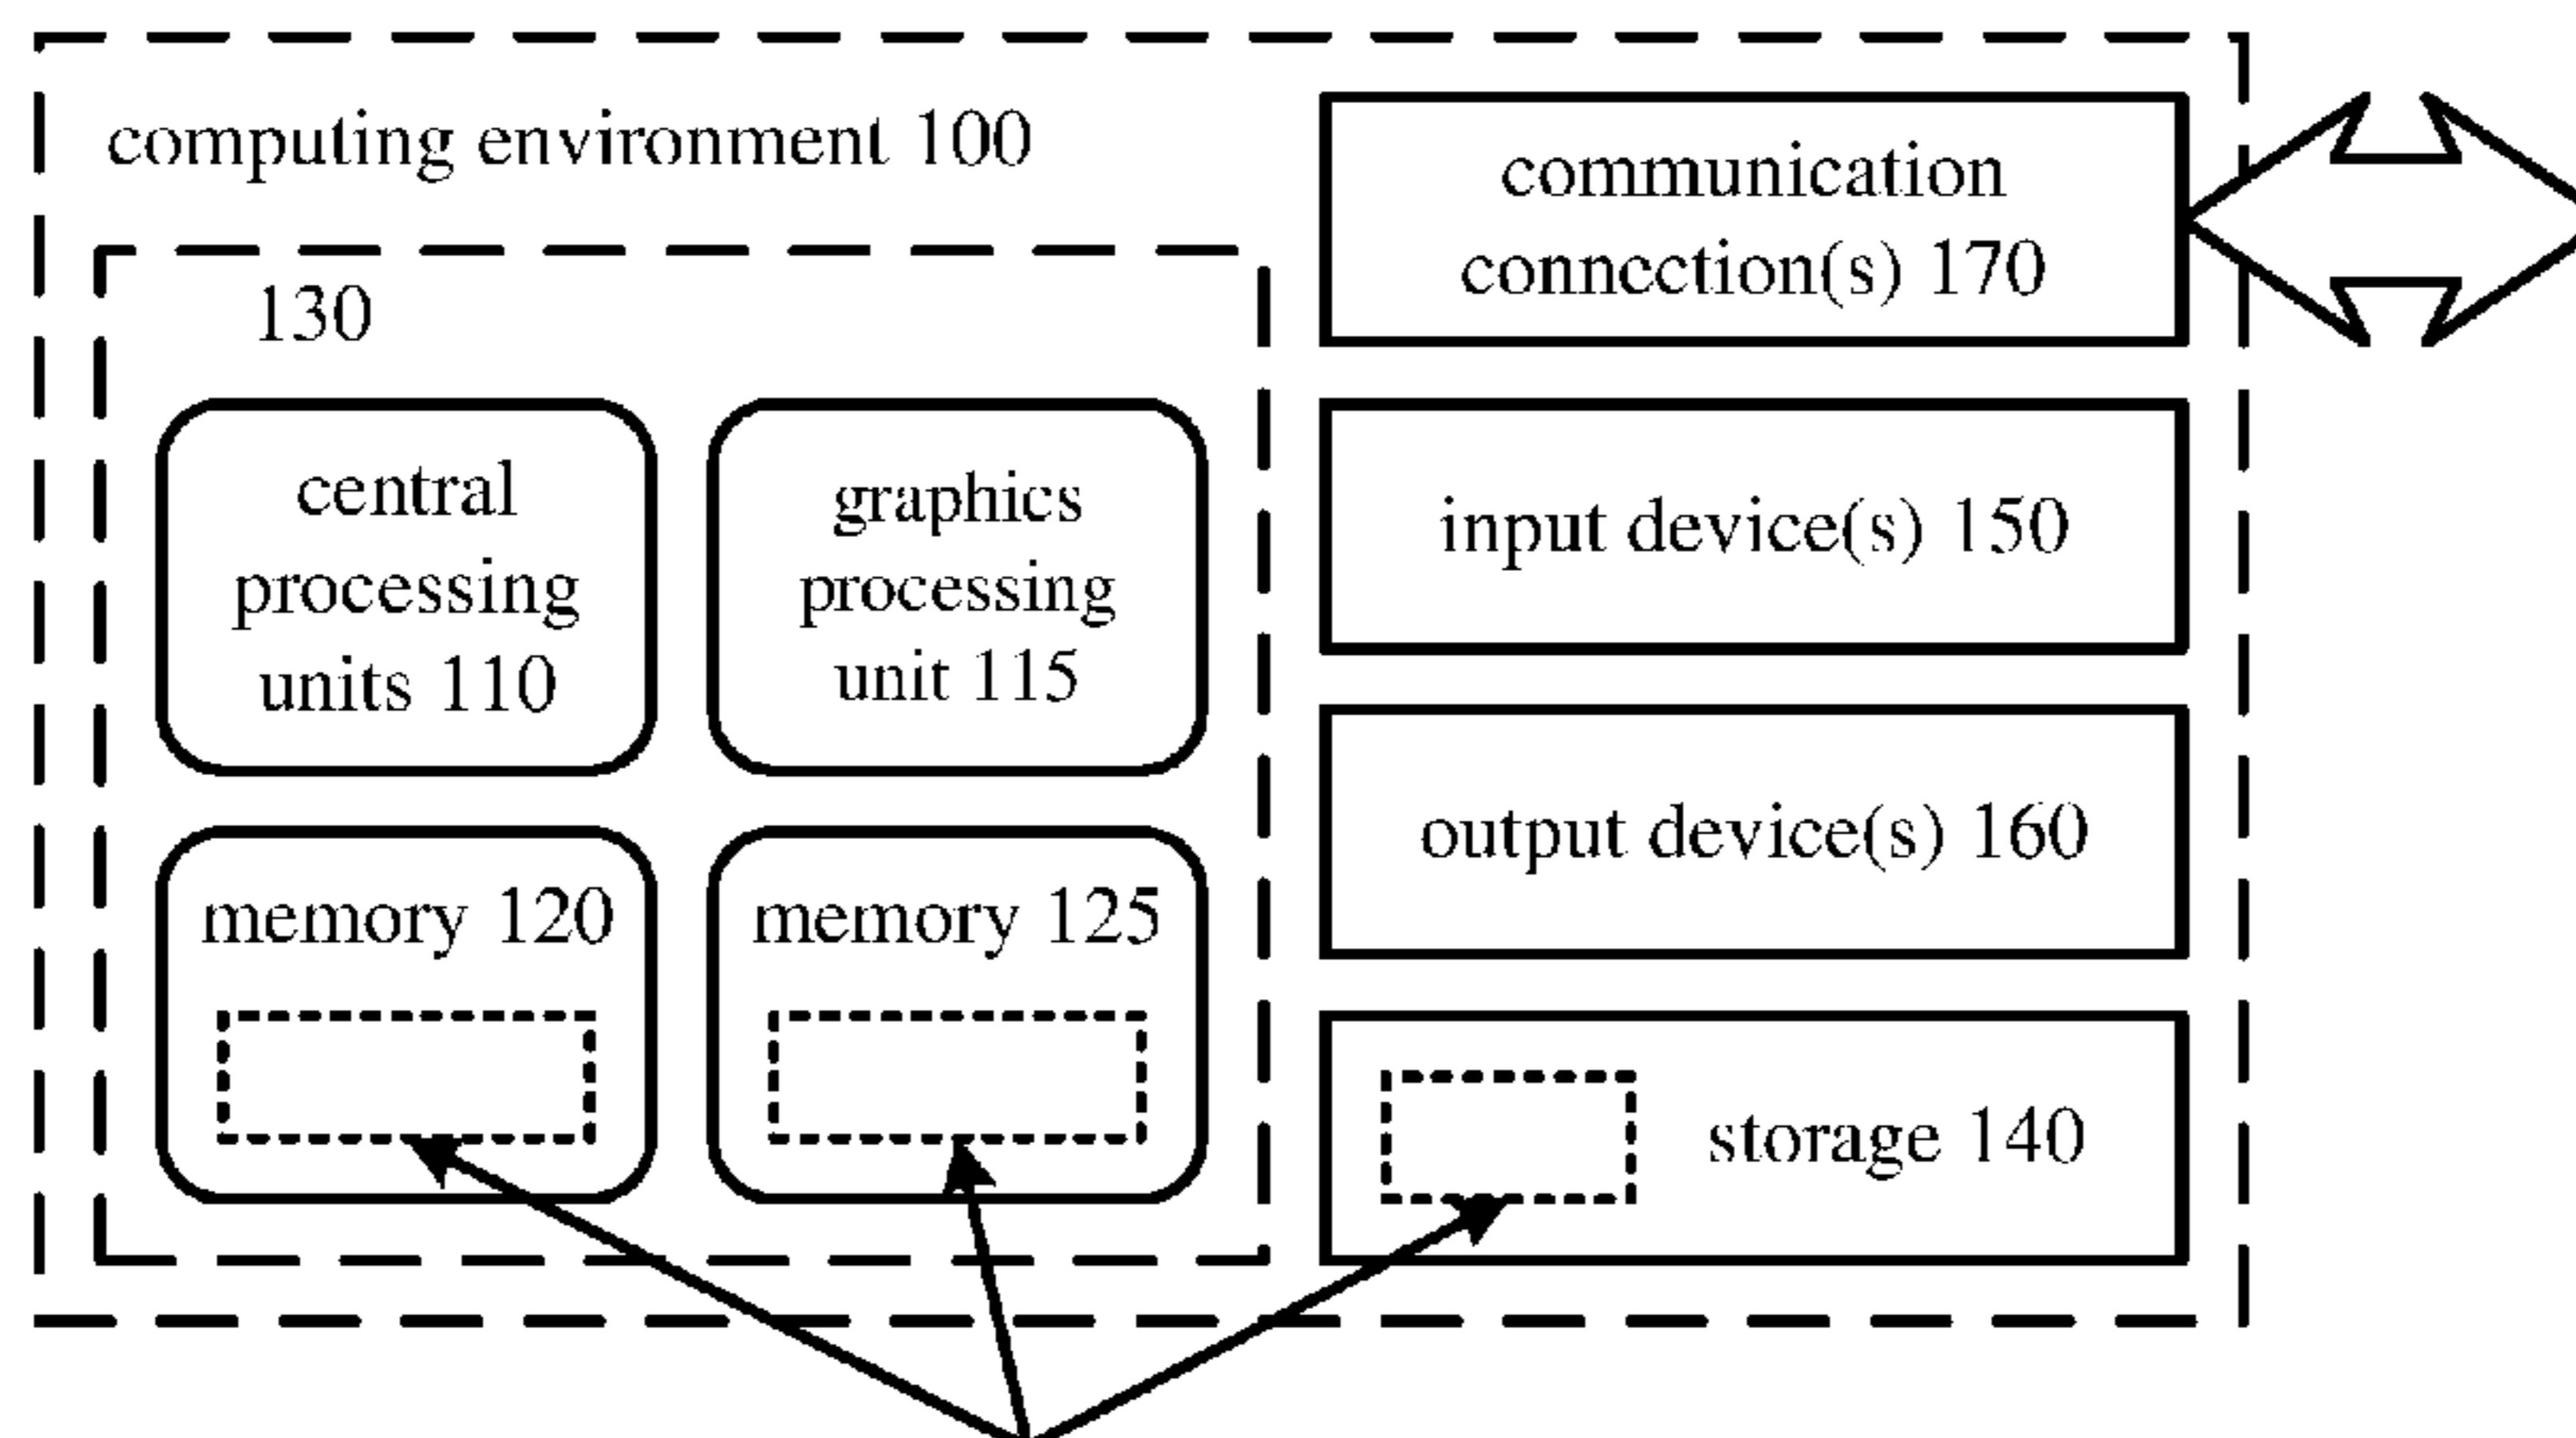 computing environment 100
130
central
processing
units 110
graphics
processing
unit 115
memory 120
memory 125
communication
connection(s) 170
input device(s) 150
output device(s) 160
storage 140